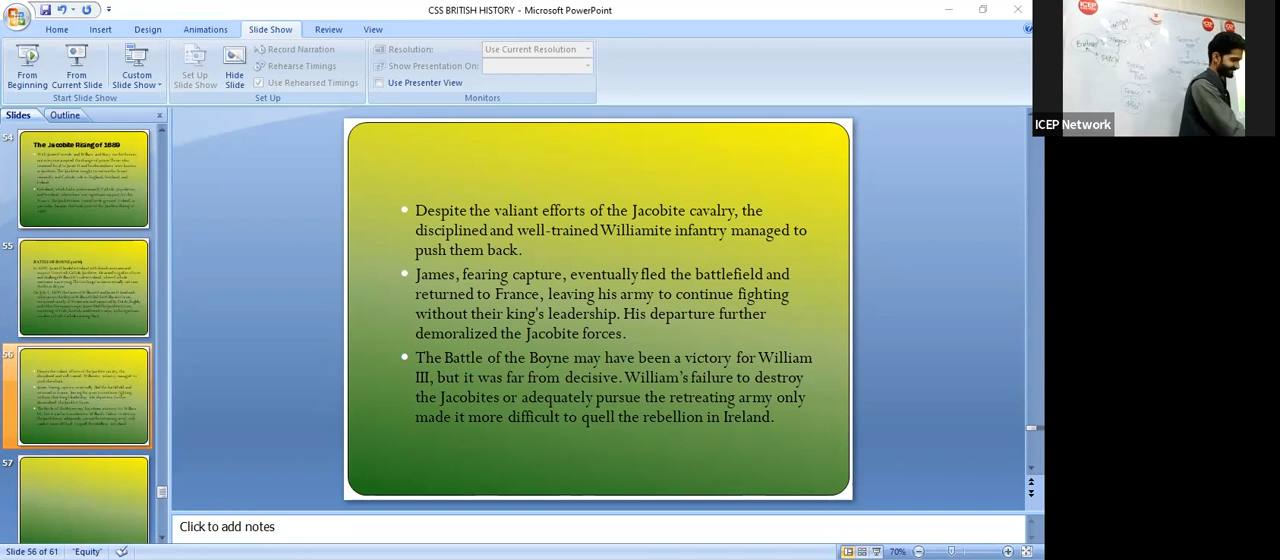 CSS BRITISH HISTORY - Microsoft PowerPoint
Home Insert Design Animations Slide Show Review View
From Beginning
From Current Slide
Custom Slide Show
Start Slide Show
Set Up Slide Show
Hide Slide
Record Narration
Rehearse Timings
Use Rehearsed Timings
Set Up
Resolution: Use Current Resolution
Show Presentation On:
Use Presenter View
Monitors
ICEP Network
Slides Outline
54
The Jacobite Rising of 1689
55
BATTLE OF BOYNE (1690)
56
57
Despite the valiant efforts of the Jacobite cavalry, the
disciplined and well-trained Williamite infantry managed to
push them back.
James, fearing capture, eventually fled the battlefield and
returned to France, leaving his army to continue fighting
without their king's leadership. His departure further
demoralized the Jacobite forces.
The Battle of the Boyne may have been a victory for William
III, but it was far from decisive. William's failure to destroy
the Jacobites or adequately pursue the retreating army only
made it more difficult to quell the rebellion in Ireland.
Click to add notes
Slide 56 of 61 "Equity" 70%